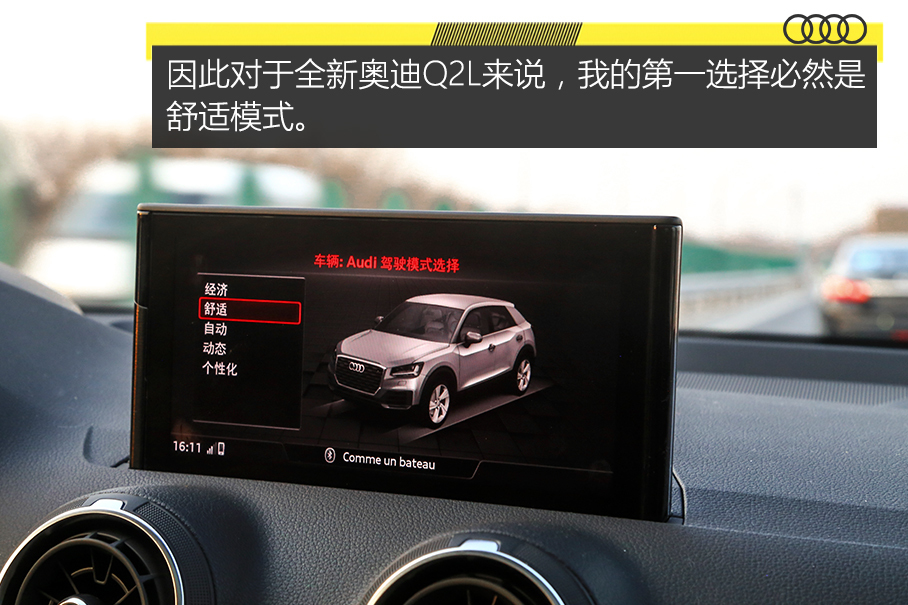 因此对于全新奥迪Q2L来说，我的第一选择必然是
舒适模式。
车辆: Audi 驾驶模式选择
经济
舒适
自动
动态
个性化
16:11
Comme un bateau